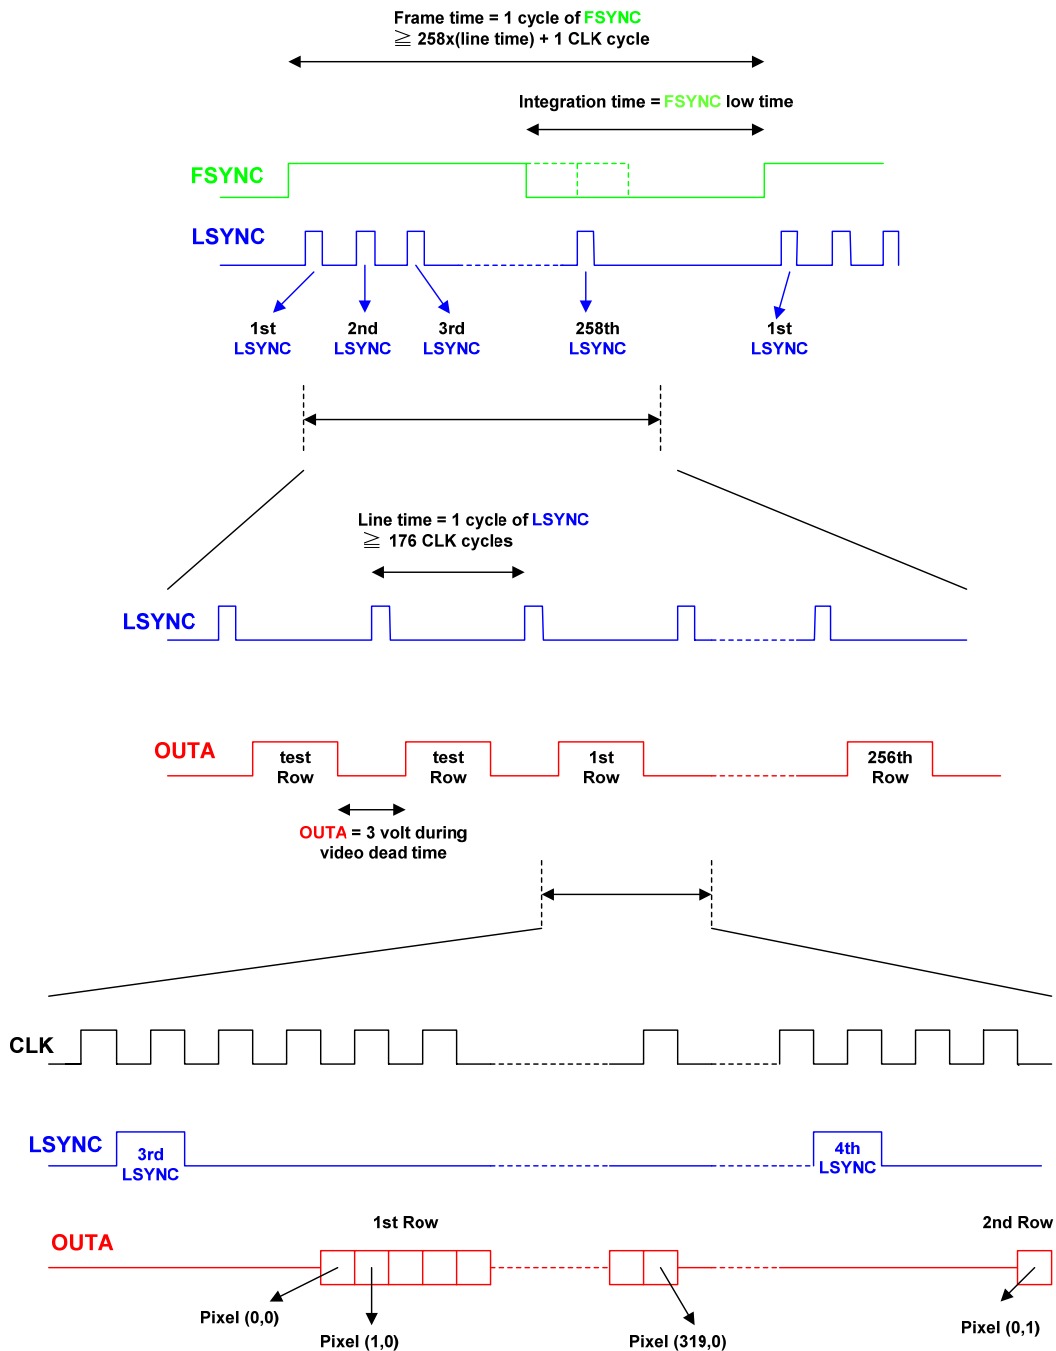 Frame time = 1 cycle of FSYNC
≧ 258x(line time) + 1 CLK cycle
Integration time = FSYNC low time
FSYNC
LSYNC
1st
LSYNC
2nd
LSYNC
3rd
LSYNC
258th
LSYNC
1st
LSYNC
Line time = 1 cycle of LSYNC
≧ 176 CLK cycles
LSYNC
OUTA
test
Row
test
Row
1st
Row
256th
Row
OUTA = 3 volt during
video dead time
CLK
LSYNC
3rd
LSYNC
4th
LSYNC
1st Row
2nd Row
OUTA
Pixel (0,0)
Pixel (1,0)
Pixel (319,0)
Pixel (0,1)